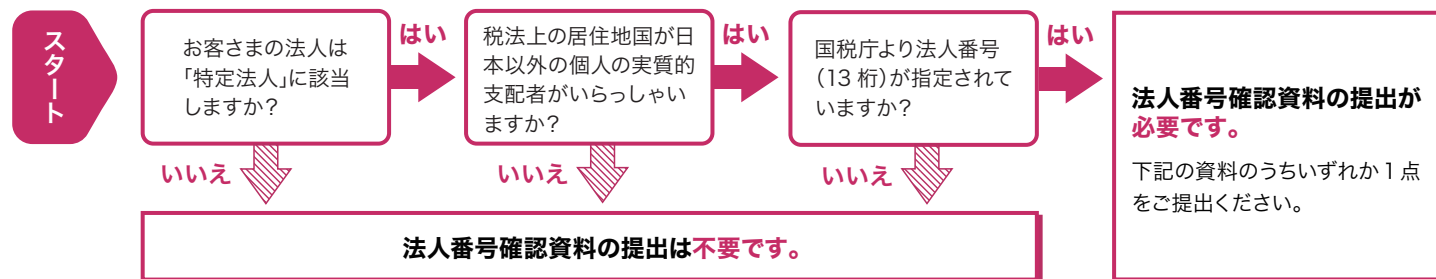 スタート
お客さまの法人は
「特定法人」に該当
しますか？
はい
いいえ
税法上の居住地国が日
本以外の個人の実質的
支配者がいらっしゃい
ますか？
はい
いいえ
国税庁より法人番号
（13 桁）が指定されて
いますか？
はい
いいえ
法人番号確認資料の提出が
必要です。
下記の資料のうちいずれか 1 点
をご提出ください。
法人番号確認資料の提出は不要です。